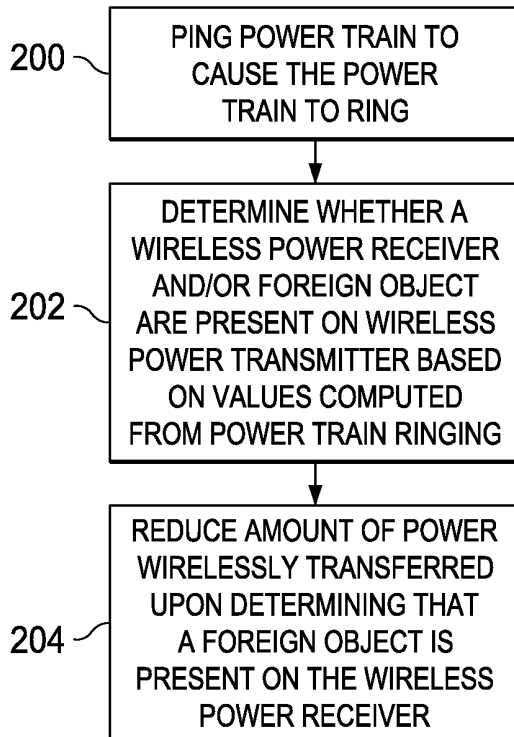 200
PING POWER TRAIN TO
CAUSE THE POWER
TRAIN TO RING
202
DETERMINE WHETHER A
WIRELESS POWER RECEIVER
AND/OR FOREIGN OBJECT
ARE PRESENT ON WIRELESS
POWER TRANSMITTER BASED
ON VALUES COMPUTED
FROM POWER TRAIN RINGING
204
REDUCE AMOUNT OF POWER
WIRELESSLY TRANSFERRED
UPON DETERMINING THAT
A FOREIGN OBJECT IS
PRESENT ON THE WIRELESS
POWER RECEIVER